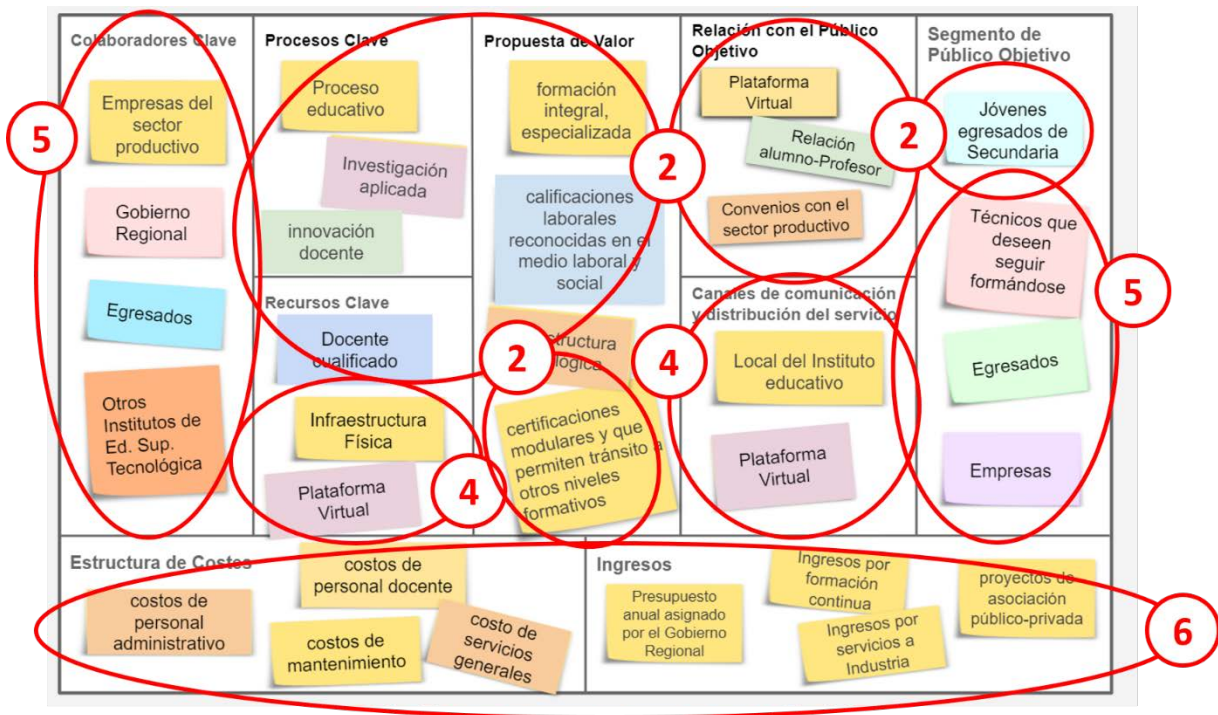 Colaboradores Clave
Empresas del
sector
productivo
5
Gobierno
Regional
Egresados
Otros
Institutos de
Ed. Sup.
Tecnológica
Procesos Clave
Proceso
educativo
Investigación
aplicada
innovación
docente
Recursos Clave
Docente
cualificado
Infraestructura
Física
Plataforma
Virtual
4
Propuesta de Valor
formación
integral,
especializada
2
calificaciones
laborales
reconocidas en el
medio laboral y
social
2
certificaciones
modulares y que
permiten tránsito a
otros niveles
formativos
Relación con el Público
Objetivo
Plataforma
Virtual
Relación
alumno-Profesor
Convenios con el
sector productivo
2
Canales de comunicación
y distribución del servicio
4
Local del Instituto
educativo
Plataforma
Virtual
Segmento de
Público Objetivo
Jóvenes
egresados de
Secundaria
Técnicos que
deseen
seguir
formándose
5
Egresados
Empresas
Estructura de Costes
costos de
personal
administrativo
costos de
personal docente
costos de
mantenimiento
costo de
servicios
generales
Ingresos
Presupuesto
anual asignado
por el Gobierno
Regional
Ingresos por
formación
continua
Ingresos por
servicios a
Industria
proyectos de
asociación
público-privada
6